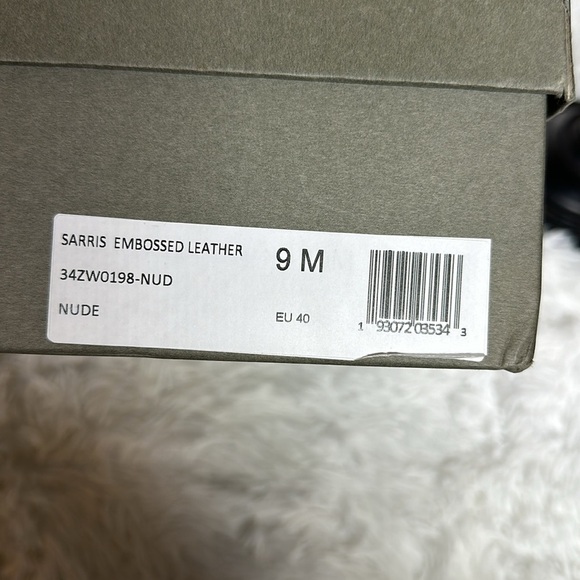 SARRIS EMBOSSED LEATHER
9 M
34ZW0198-NUD
NUDE
EU 40
1 93072 03534 3